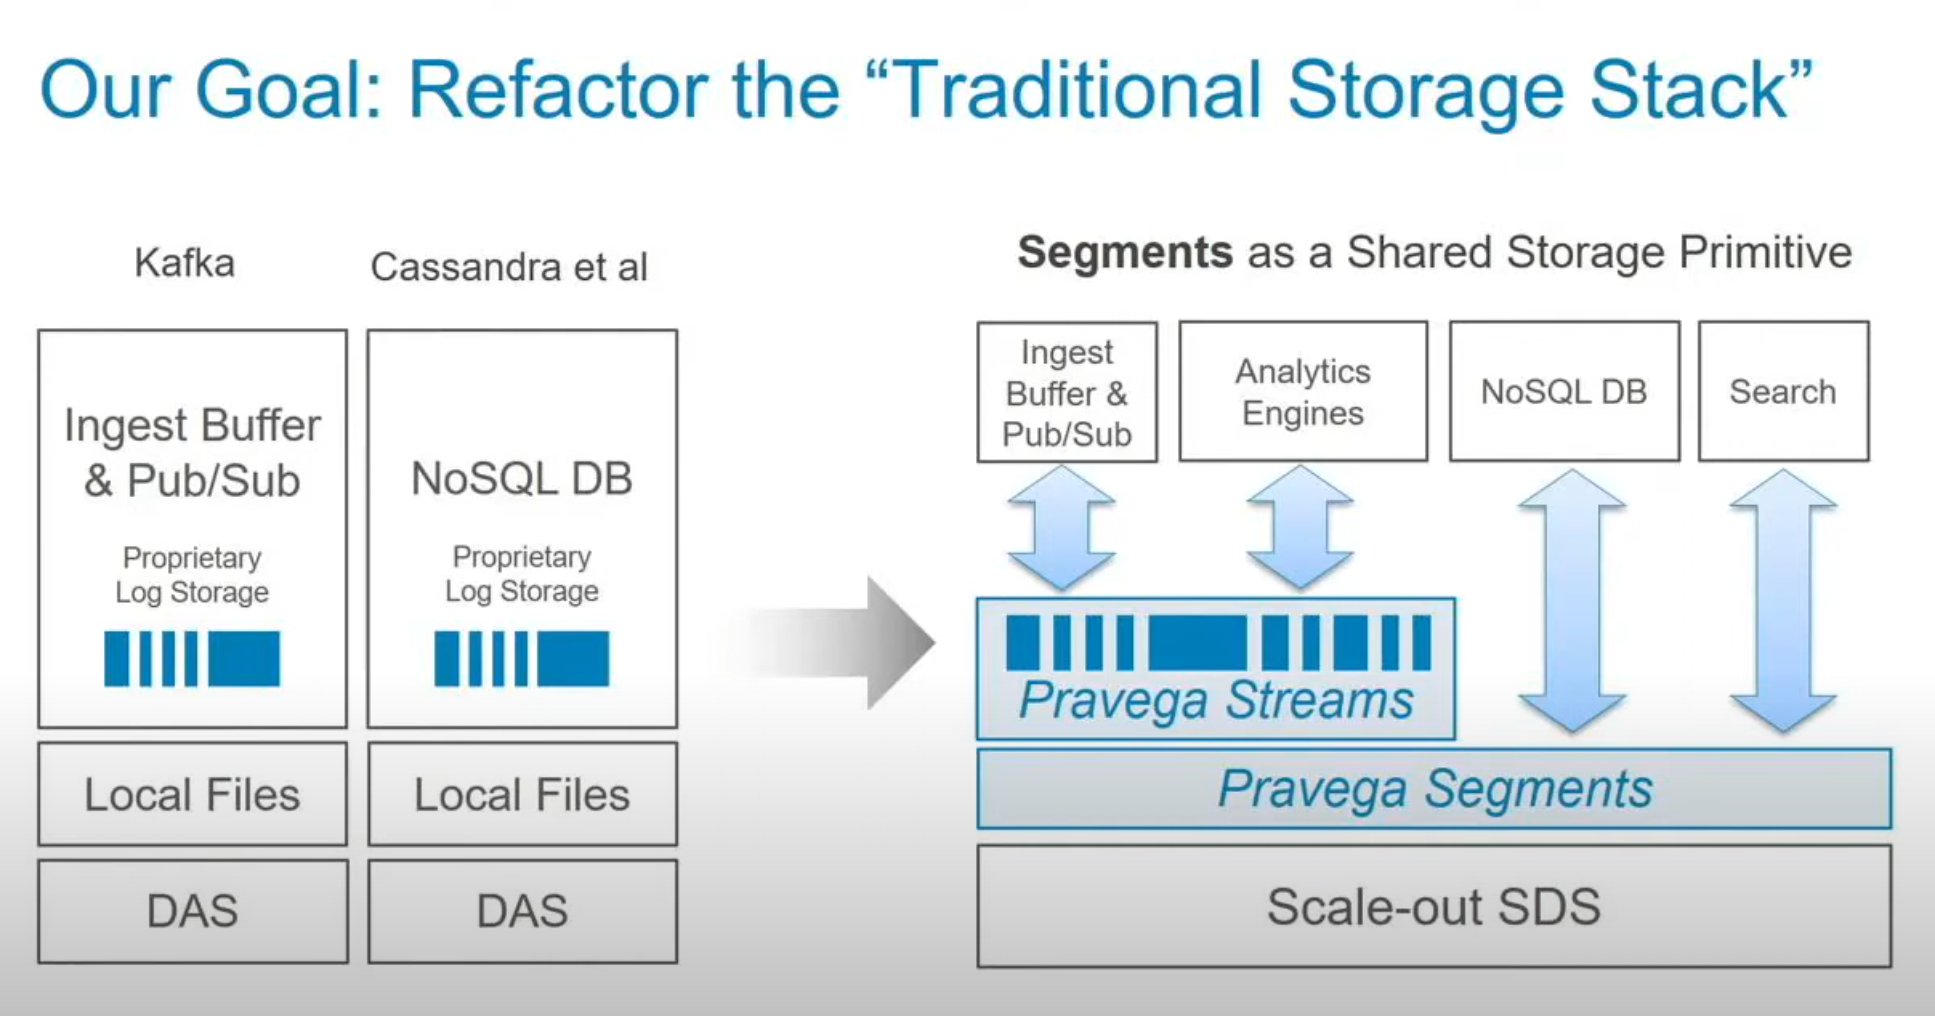 Our Goal: Refactor the “Traditional Storage Stack”
Kafka
Cassandra et al
Ingest Buffer
& Pub/Sub
Proprietary
Log Storage
NoSQL DB
Proprietary
Log Storage
Local Files
Local Files
DAS
DAS
Segments as a Shared Storage Primitive
Ingest
Buffer &
Pub/Sub
Analytics
Engines
NoSQL DB
Search
Pravega Streams
Pravega Segments
Scale-out SDS